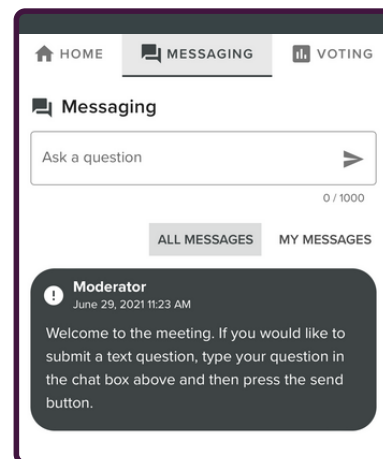 HOME MESSAGING VOTING
Messaging
Ask a question
0 / 1000
ALL MESSAGES MY MESSAGES
Moderator
June 29, 2021 11:23 AM
Welcome to the meeting. If you would like to
submit a text question, type your question in
the chat box above and then press the send
button.